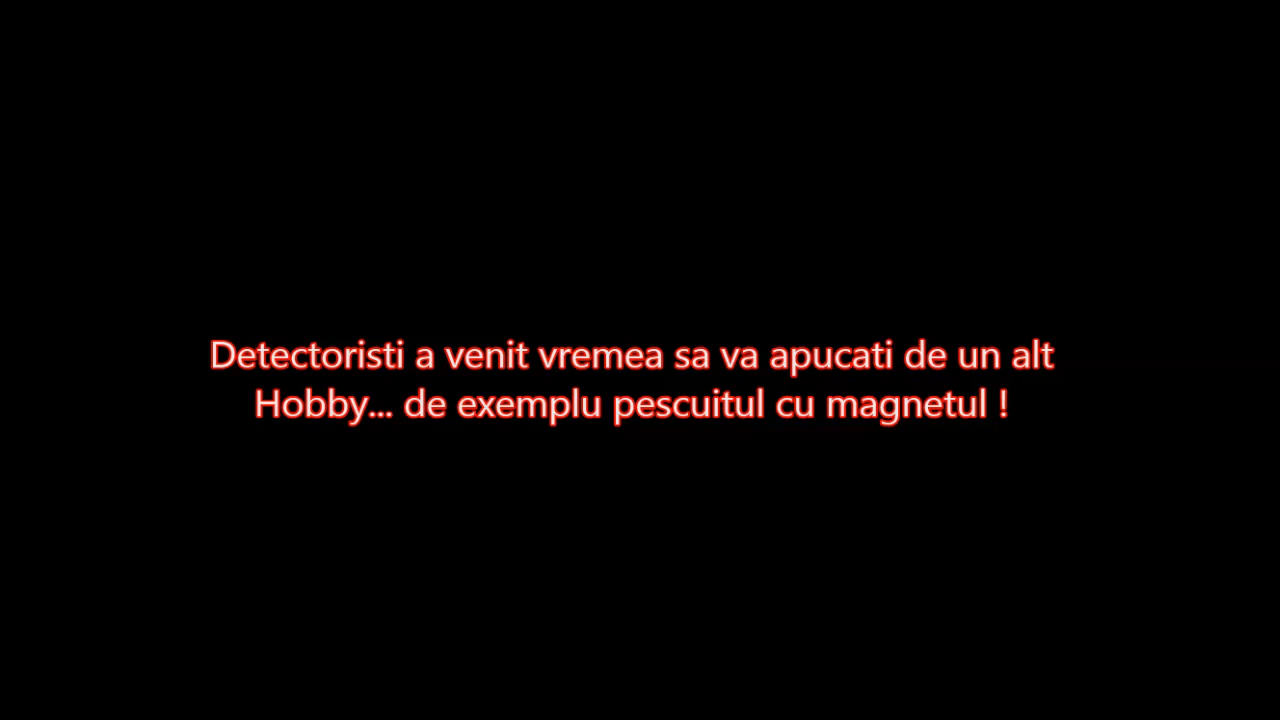 Detectoristi a venit vremea sa va apucati de un alt
Hobby... de exemplu pescuitul cu magnetul !